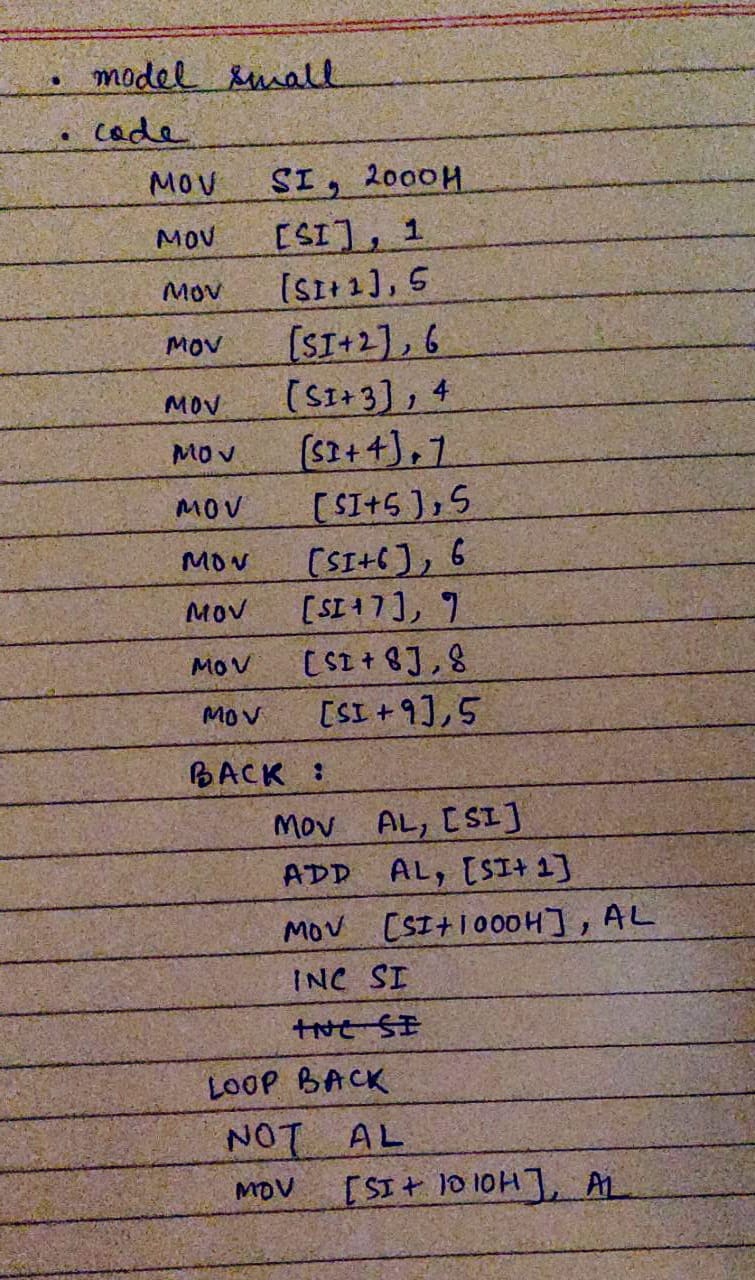 . model small
. code
MOV SI, 2000H
MOV [SI], 1
MOV [SI+1], 5
MOV [SI+2], 6
MOV [SI+3], 4
MOV [SI+4], 7
MOV [SI+5], 5
MOV [SI+6], 6
MOV [SI+7], 9
MOV [SI+8], 8
MOV [SI+9], 5
BACK :
MOV AL, [SI]
ADD AL, [SI+1]
MOV [SI+1000H], AL
INC SI
INC SI
LOOP BACK
NOT AL
MOV [SI+1010H], AL